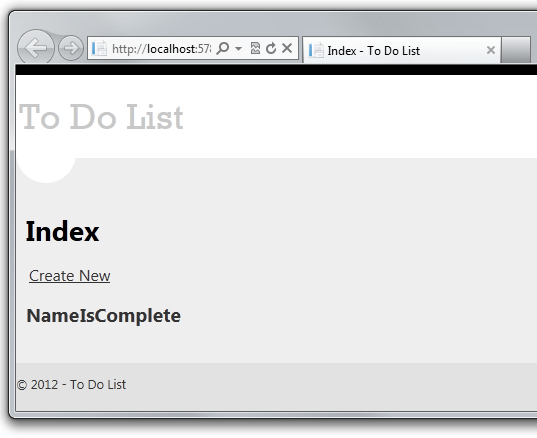 http://localhost:57
Index - To Do List
To Do List
Index
Create New
NameIsComplete
© 2012 - To Do List